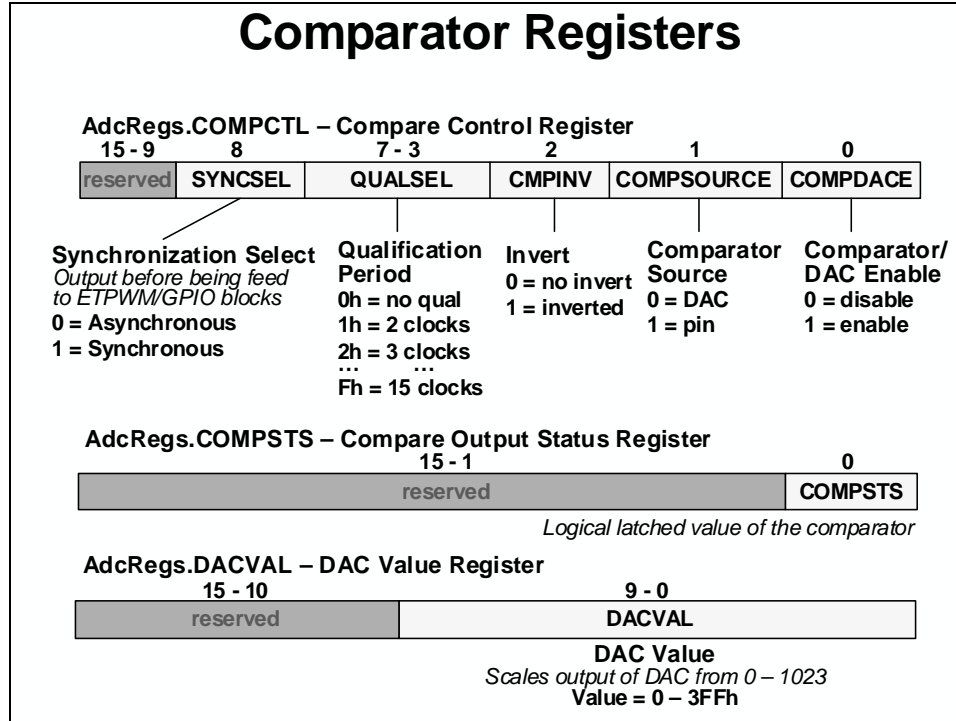 Comparator Registers
AdcRegs.COMPCTL – Compare Control Register
15 - 9 8 7 - 3 2 1 0
reserved SYNCSEL QUALSEL CMPINV COMPSOURCE COMPDACE
Synchronization Select
Output before being feed
to ETPWM/GPIO blocks
0 = Asynchronous
1 = Synchronous
Qualification
Period
0h = no qual
1h = 2 clocks
2h = 3 clocks
... ...
Fh = 15 clocks
Invert
0 = no invert
1 = inverted
Comparator
Source
0 = DAC
1 = pin
Comparator/
DAC Enable
0 = disable
1 = enable
AdcRegs.COMPSTS – Compare Output Status Register
15 - 1 0
reserved COMPSTS
Logical latched value of the comparator
AdcRegs.DACVAL – DAC Value Register
15 - 10 9 - 0
reserved DACVAL
DAC Value
Scales output of DAC from 0 – 1023
Value = 0 – 3FFh